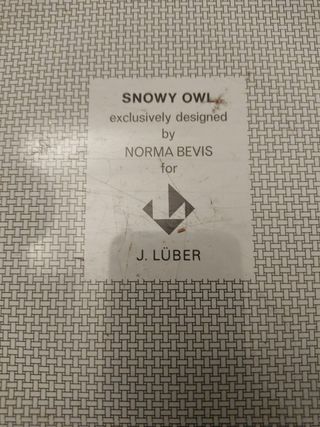 SNOWY OWL
exclusively designed
by
NORMA BEVIS
for
J. LÜBER